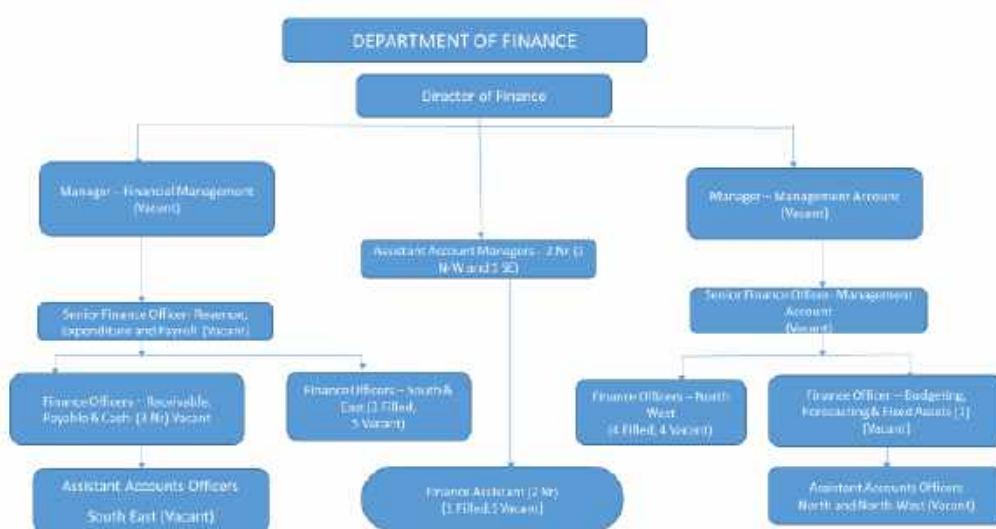 DEPARTMENT OF FINANCE
Director of Finance
Manager – Financial Management
(Vacant)
Manager – Management Account
(Vacant)
Assistant Account Managers - 2 Nr (1
N-W and 1 SE)
Senior Finance Officer- Revenue,
Expenditure and Payroll (Vacant)
Senior Finance Officer- Management
Account
(Vacant)
Finance Officers – Receivable,
Payable & Cash (3 Nr) Vacant
Finance Officers – South &
East (3 Filled,
5 Vacant)
Finance Officers – North
West
(4 Filled, 4 Vacant)
Finance Officer – Budgeting,
Forecasting & Fixed Assets (1)
(Vacant)
Assistant Accounts Officers
South East (Vacant)
Finance Assistant (2 Nr)
(1 Filled, 1 Vacant)
Assistant Accounts Officers
North and North-West (Vacant)